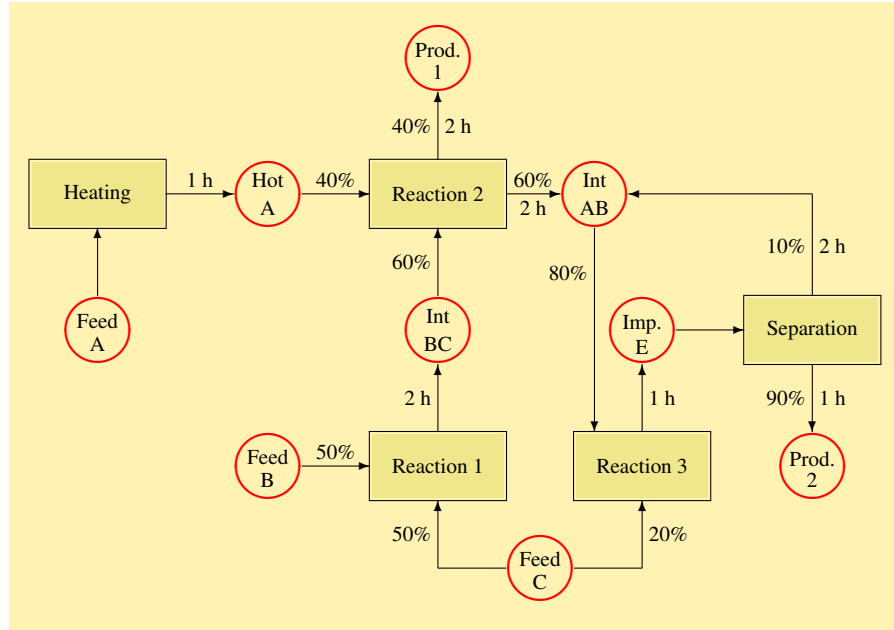 Prod.
1
40%
2 h
Heating
1 h
Hot
A
40%
Reaction 2
60%
2 h
Int
AB
60%
80%
10%
2 h
Feed
A
Int
BC
Imp.
E
Separation
2 h
1 h
90%
1 h
Feed
B
50%
Reaction 1
Reaction 3
Prod.
2
50%
Feed
C
20%